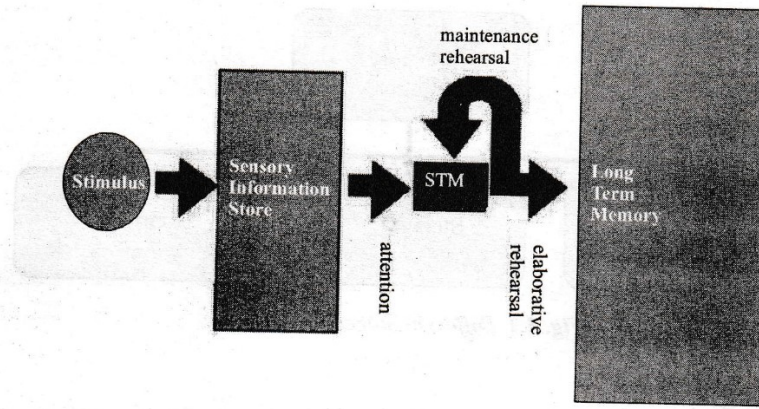 maintenance
rehearsal
Stimulus
Sensory
Information
Store
attention
STM
elaborative
rehearsal
Long
Term
Memory